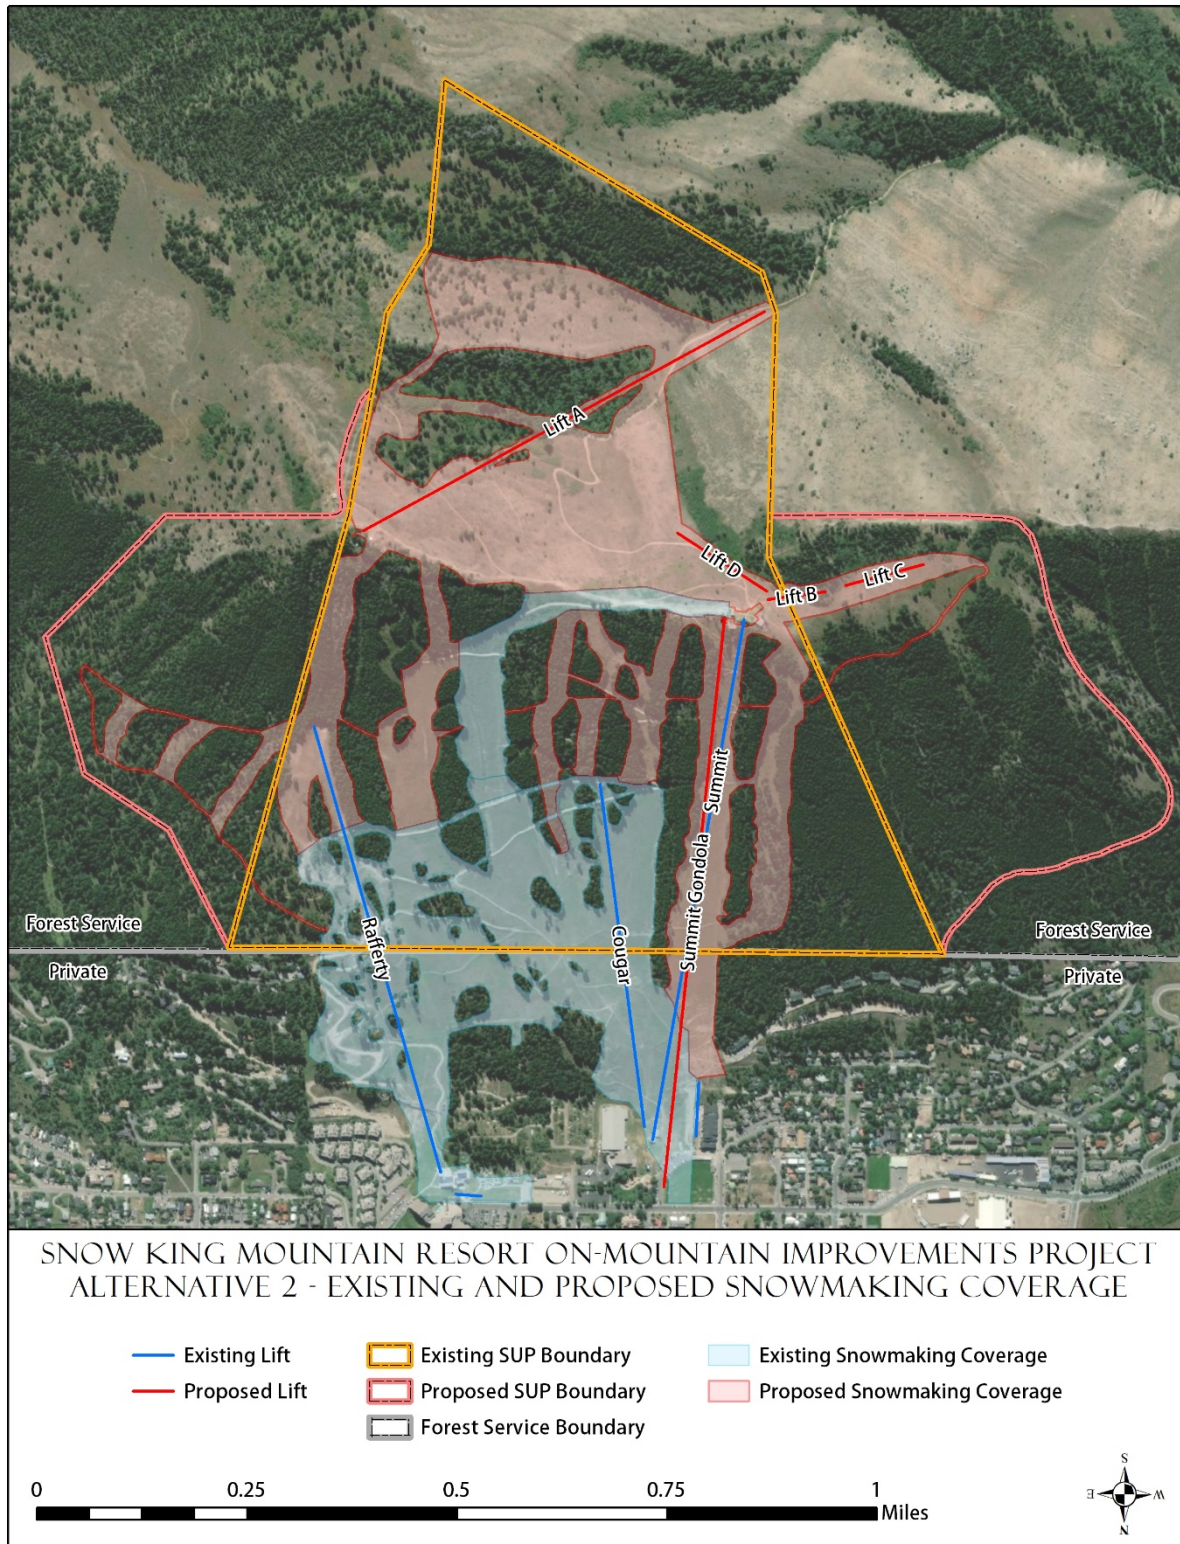 Lift A
Lift D
Lift B
Lift C
Summit
Summit Gondola
Rafferty
Cougar
Forest Service
Private
Forest Service
Private
SNOW KING MOUNTAIN RESORT ON-MOUNTAIN IMPROVEMENTS PROJECT
ALTERNATIVE 2 - EXISTING AND PROPOSED SNOWMAKING COVERAGE
Existing Lift
Existing SUP Boundary
Existing Snowmaking Coverage
Proposed Lift
Proposed SUP Boundary
Proposed Snowmaking Coverage
Forest Service Boundary
0 0.25 0.5 0.75 1
Miles
S
E W
N